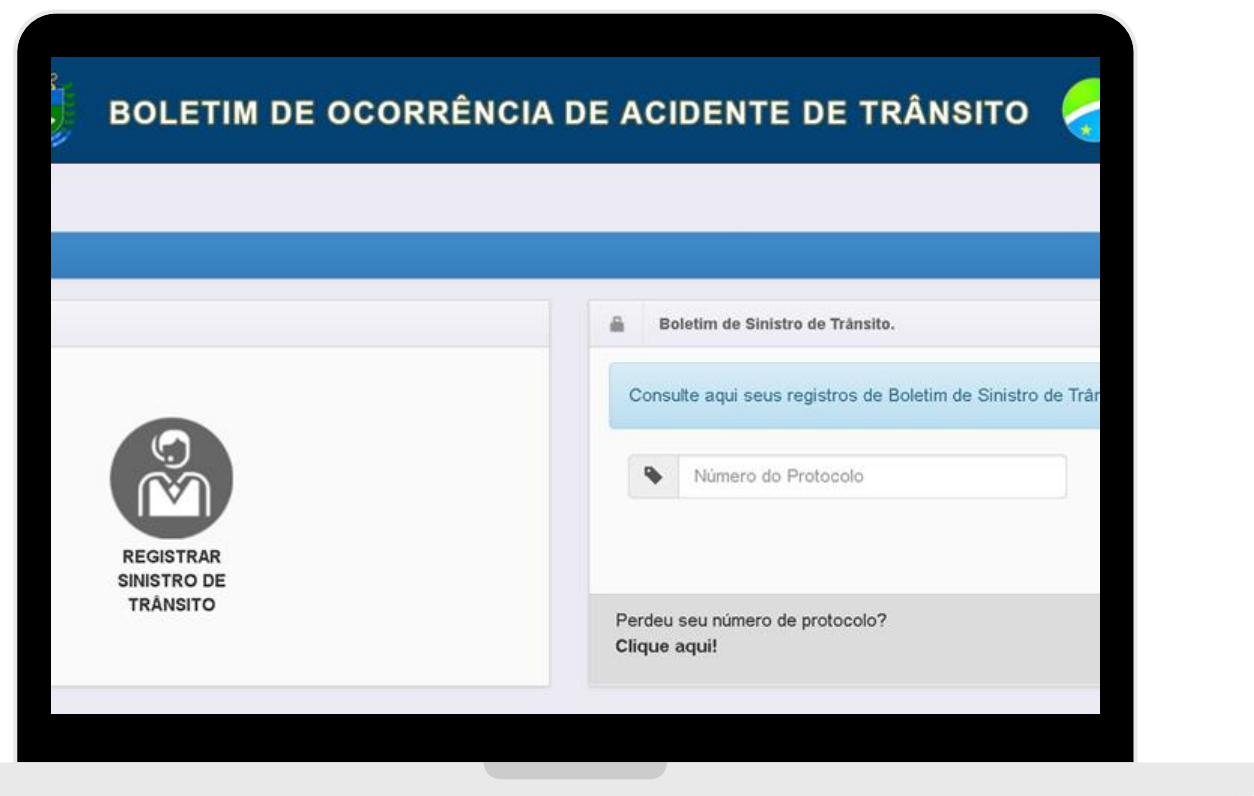 BOLETIM DE OCORRÊNCIA DE ACIDENTE DE TRÂNSITO
Boletim de Sinistro de Trânsito.
Consulte aqui seus registros de Boletim de Sinistro de
Número do Protocolo
REGISTRAR
SINISTRO DE
TRÂNSITO
Perdeu seu número de protocolo?
Clique aqui!